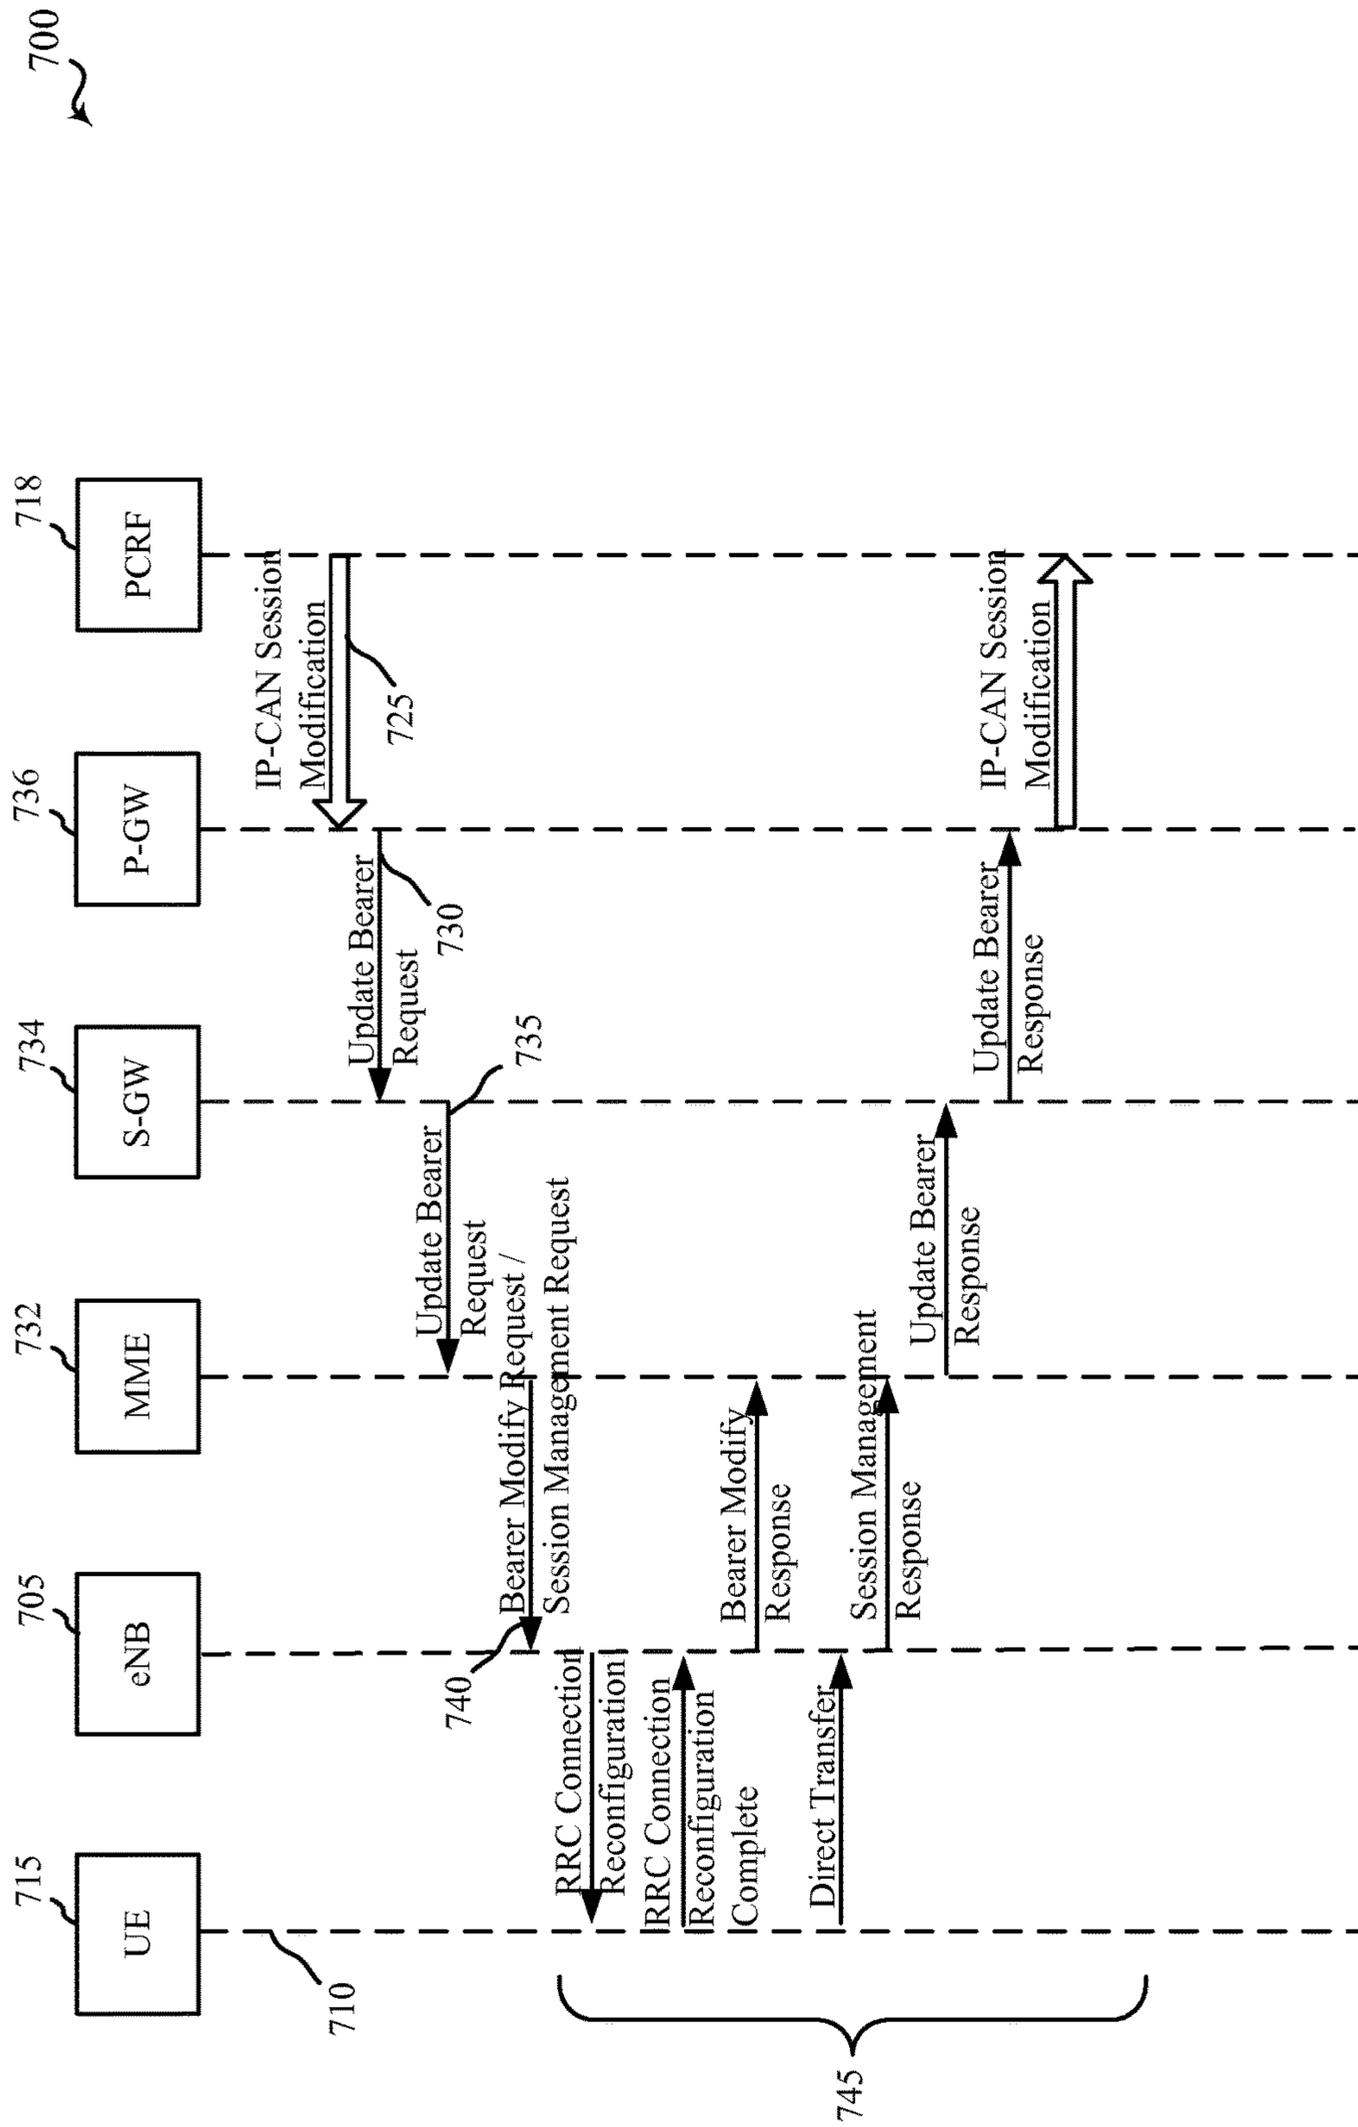 700
715
705
732
734
736
718
UE
eNB
MME
S-GW
P-GW
PCRF
710
IP-CAN Session
Modification
725
Update Bearer
Request
730
Update Bearer
Request
735
Bearer Modify Request /
Session Management Request
740
RRC Connection
Reconfiguration
RRC Connection
Reconfiguration
Complete
Bearer Modify
Response
Direct Transfer
Session Management
Response
Update Bearer
Response
Update Bearer
Response
IP-CAN Session
Modification
745